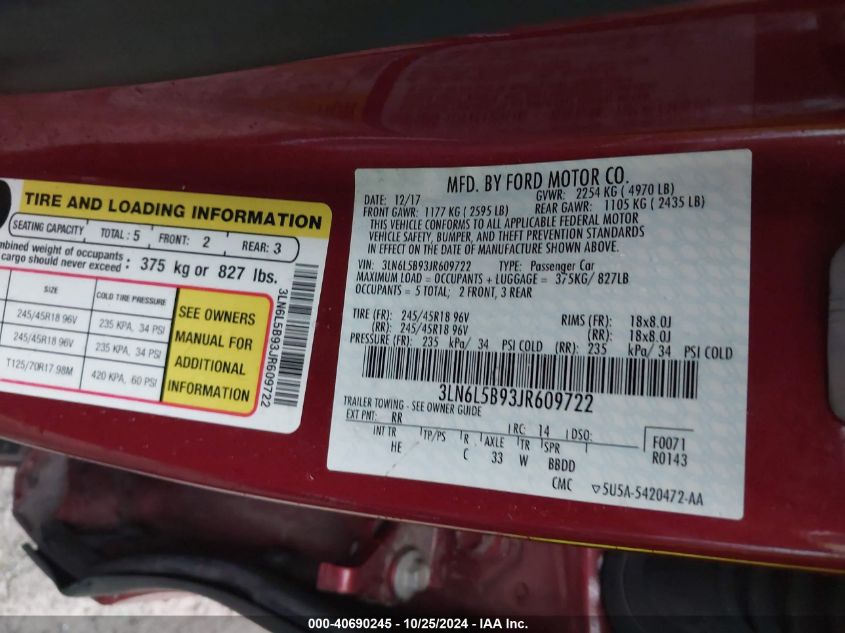 TIRE AND LOADING INFORMATION
SEATING CAPACITY TOTAL: 5 FRONT: 2 REAR: 3
mbined weight of occupants
cargo should never exceed : 375 kg or 827 lbs.
SIZE COLD TIRE PRESSURE
245/45R18 96V 235 KPA, 34 PSI
245/45R18 96V 235 KPA, 34 PSI
T125/70R17 98M 420 KPA, 60 PSI
SEE OWNERS
MANUAL FOR
ADDITIONAL
INFORMATION
3LN6L5B93JR609722
MFD. BY FORD MOTOR CO.
DATE: 12/17 GVWR: 2254 KG ( 4970 LB)
FRONT GAWR: 1177 KG ( 2595 LB) REAR GAWR: 1105 KG ( 2435 LB)
THIS VEHICLE CONFORMS TO ALL APPLICABLE FEDERAL MOTOR
VEHICLE SAFETY, BUMPER, AND THEFT PREVENTION STANDARDS
IN EFFECT ON THE DATE OF MANUFACTURE SHOWN ABOVE.
VIN: 3LN6L5B93JR609722 TYPE: Passenger Car
MAXIMUM LOAD = OCCUPANTS + LUGGAGE = 375KG/ 827LB
OCCUPANTS = 5 TOTAL; 2 FRONT, 3 REAR
TIRE (FR): 245/45R18 96V RIMS (FR): 18x8.0J
(RR): 245/45R18 96V (RR): 18x8.0J
PRESSURE (FR): 235 kPa/ 34 PSI COLD (RR): 235 kPa/ 34 PSI COLD
3LN6L5B93JR609722
TRAILER TOWING - SEE OWNER GUIDE
EXT PNT: RR RC: 14 DSO:
INT TR TP/PS R AXLE TR SPR
HE C 33 W BBDD
CMC
F0071
R0143
▽5U5A-5420472-AA
000-40690245 - 10/25/2024 - IAA Inc.